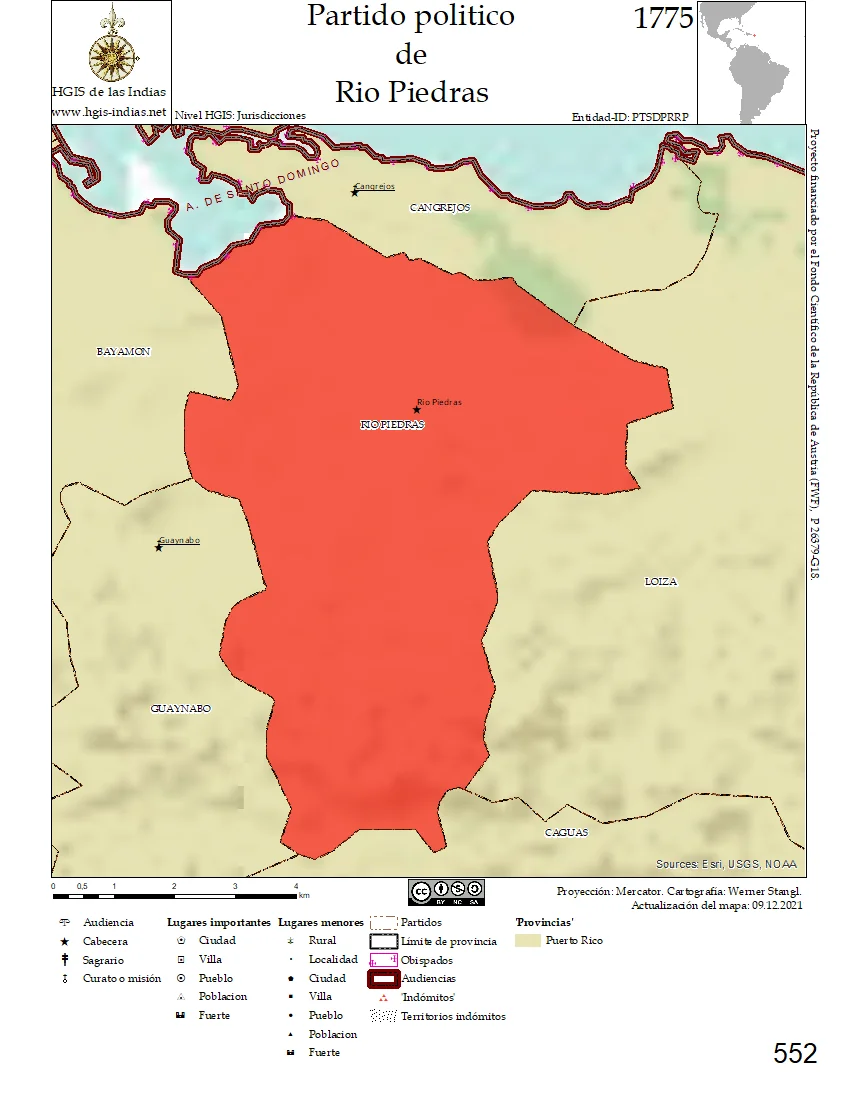 Partido politico
de
Rio Piedras
1775
HGIS de las Indias
www.hgis-indias.net
Nivel HGIS: Jurisdicciones
Entidad-ID: PTSDPRRP
A. DE SANTO DOMINGO
Cangrejos
CANGREJOS
BAYAMON
Rio Piedras
RIO PIEDRAS
Guaynabo
LOIZA
GUAYNABO
CAGUAS
Sources: Esri, USGS, NOAA
Proyecto financiado por el Fondo Científico de la República de Austria (FWF), P 26379-G18.
0 0,5 1 2 3 4
km
CC BY NC SA
Proyección: Mercator. Cartografía: Werner Stangl.
Actualización del mapa: 09.12.2021
Audiencia
Cabecera
Sagrario
Curato o misión
Lugares importantes
Ciudad
Villa
Pueblo
Poblacion
Fuerte
Lugares menores
Rural
Localidad
Ciudad
Villa
Pueblo
Poblacion
Fuerte
Partidos
Límite de provincia
Obispados
Audiencias
'Indómitos'
Territorios indómitos
'Provincias'
Puerto Rico
552